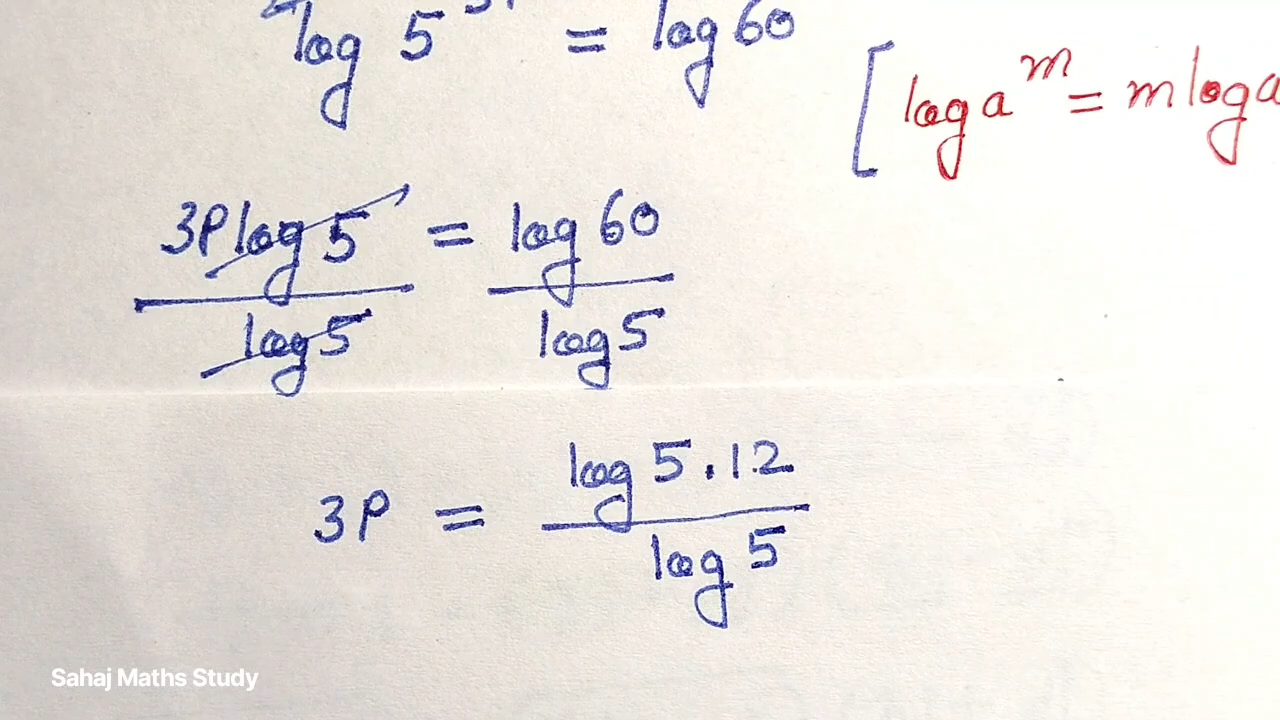 log 5 = log 60
[ log a^m = m log a
3P log 5 / log 5 = log 60 / log 5
3P = log 5.12 / log 5
Sahaj Maths Study